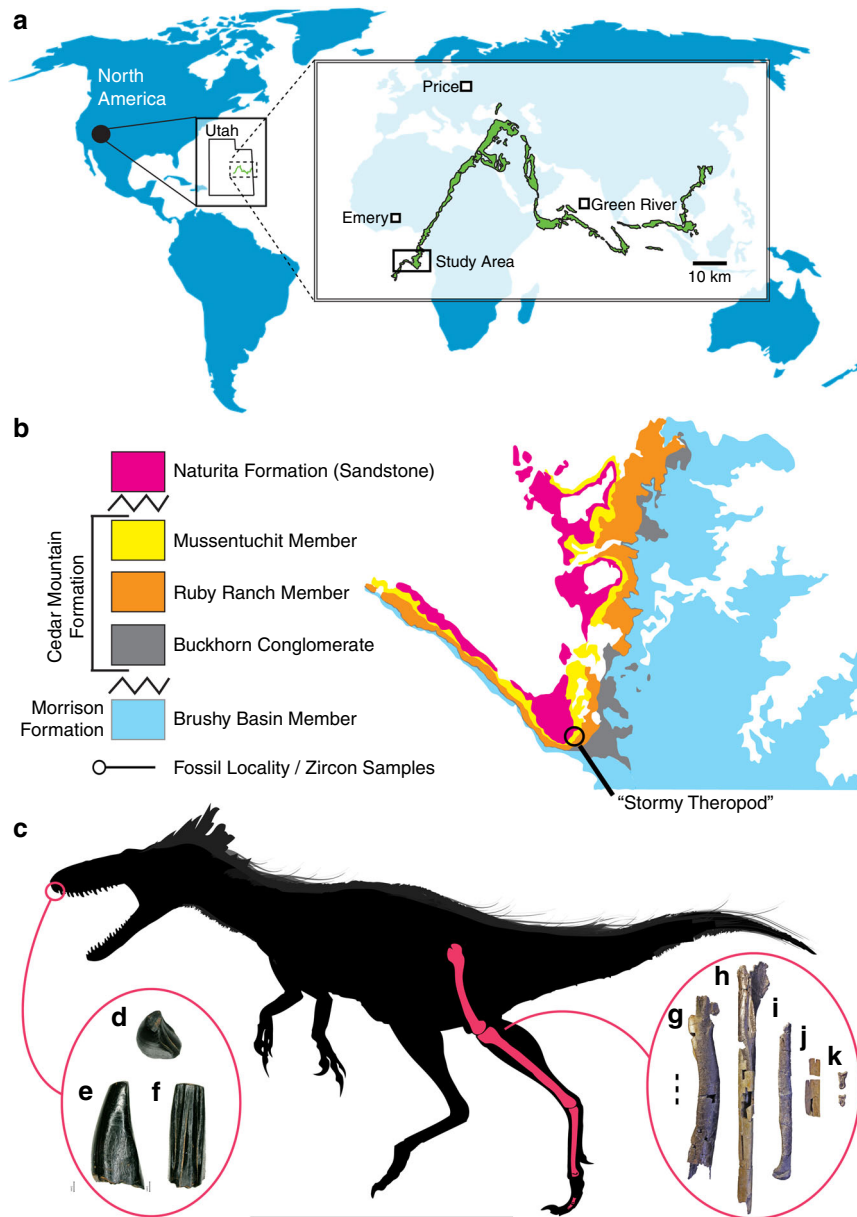 a
North
America
Utah
Price
Emery
Green River
Study Area
10 km
b
Naturita Formation (Sandstone)
Cedar Mountain
Formation
Mussentuchit Member
Ruby Ranch Member
Buckhorn Conglomerate
Morrison
Formation
Brushy Basin Member
Fossil Locality / Zircon Samples
“Stormy Theropod”
c
d
e
f
g
h
i
j
k